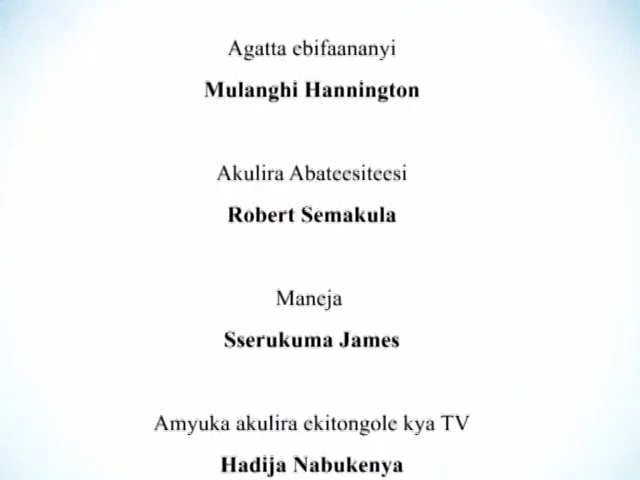 Agatta ebifaananyi
Mulanghi Hannington
Akulira Abateesiteesi
Robert Semakula
Maneja
Sserukuma James
Amyuka akulira ekitongole kya TV
Hadija Nabukenya